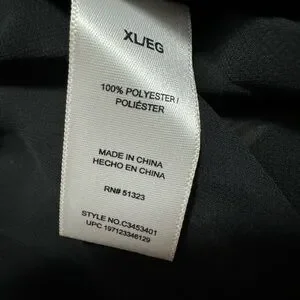 XL/EG
100% POLYESTER/
POLIÉSTER
MADE IN CHINA
HECHO EN CHINA
RN# 51323
STYLE NO.C3453401
UPC 197123346129